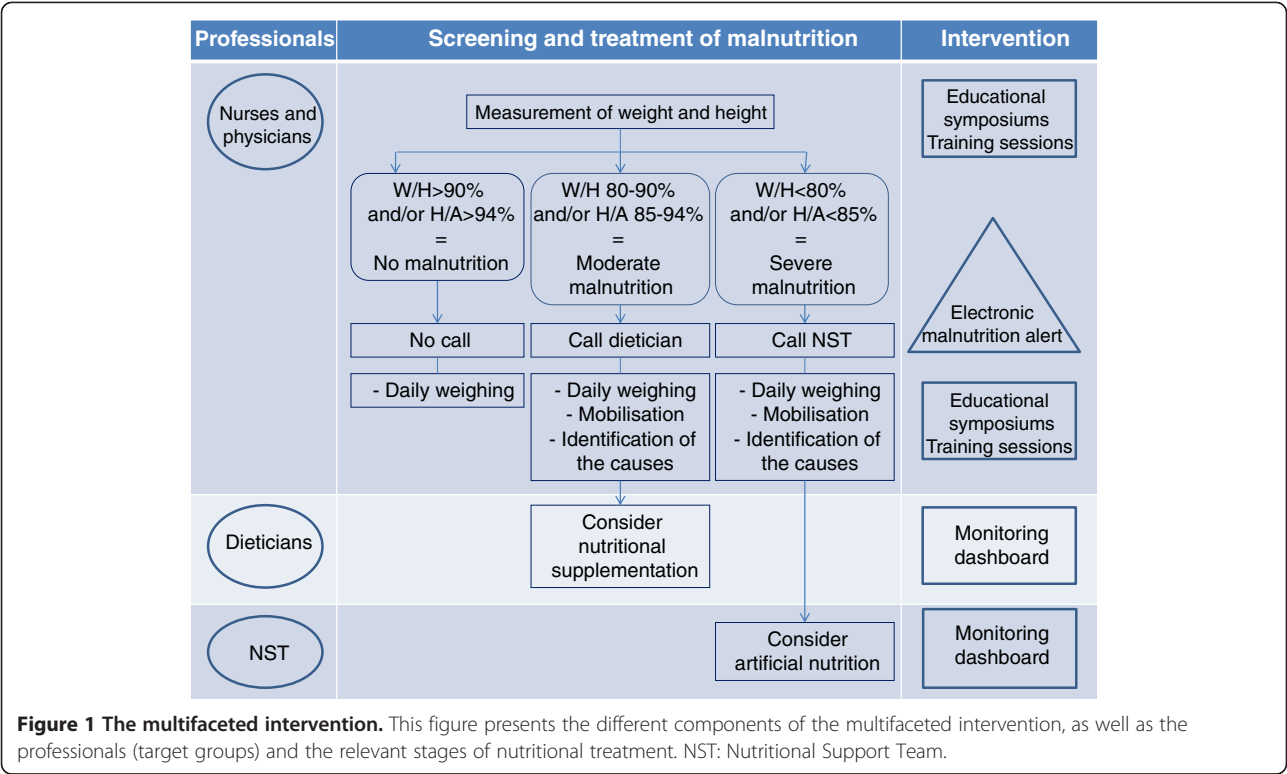 Professionals
Screening and treatment of malnutrition
Intervention
Nurses and
physicians
Measurement of weight and height
Educational
symposiums
Training sessions
W/H>90%
and/or H/A>94%
=
No malnutrition
W/H 80-90%
and/or H/A 85-94%
=
Moderate
malnutrition
W/H<80%
and/or H/A<85%
=
Severe
malnutrition
Electronic
malnutrition alert
No call
Call dietician
Call NST
- Daily weighing
- Daily weighing
- Mobilisation
- Identification of
the causes
- Daily weighing
- Mobilisation
- Identification of
the causes
Educational
symposiums
Training sessions
Dieticians
Consider
nutritional
supplementation
Monitoring
dashboard
NST
Consider
artificial nutrition
Monitoring
dashboard
Figure 1 The multifaceted intervention. This figure presents the different components of the multifaceted intervention, as well as the
professionals (target groups) and the relevant stages of nutritional treatment. NST: Nutritional Support Team.